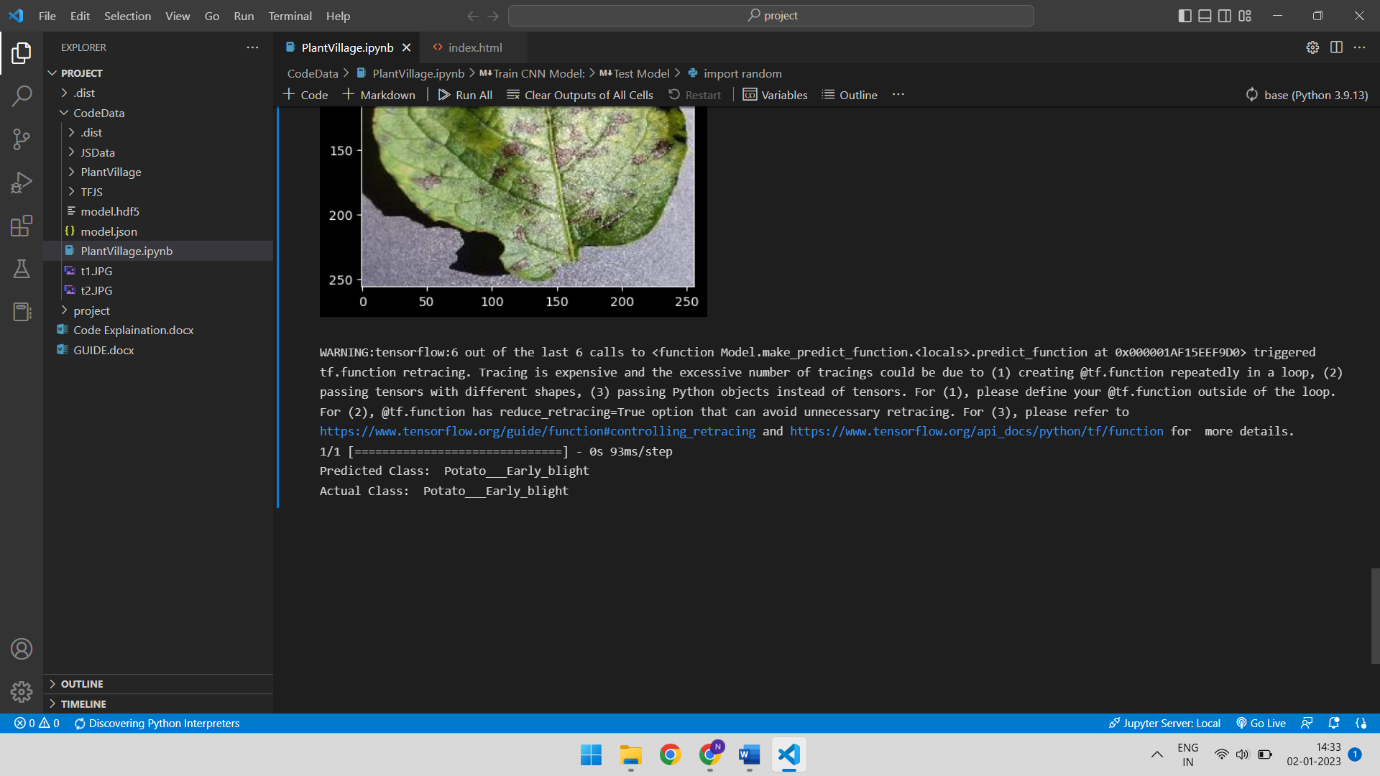 File Edit Selection View Go Run Terminal Help
project
EXPLORER
PlantVillage.ipynb
index.html
PROJECT
.dist
CodeData
.dist
JSData
PlantVillage
TFJS
model.hdf5
model.json
PlantVillage.ipynb
t1.JPG
t2.JPG
project
Code Explaination.docx
GUIDE.docx
OUTLINE
TIMELINE
CodeData > PlantVillage.ipynb > M↓Train CNN Model: > M↓Test Model > import random
+ Code + Markdown Run All Clear Outputs of All Cells Restart Variables Outline ... base (Python 3.9.13)
150
200
250
0 50 100 150 200 250
WARNING:tensorflow:6 out of the last 6 calls to <function Model.make_predict_function.<locals>.predict_function at 0x000001AF15EEF9D0> triggered
tf.function retracing. Tracing is expensive and the excessive number of tracings could be due to (1) creating @tf.function repeatedly in a loop, (2)
passing tensors with different shapes, (3) passing Python objects instead of tensors. For (1), please define your @tf.function outside of the loop.
For (2), @tf.function has reduce_retracing=True option that can avoid unnecessary retracing. For (3), please refer to
https://www.tensorflow.org/guide/function#controlling_retracing and https://www.tensorflow.org/api_docs/python/tf/function for  more details.
1/1 [==============================] - 0s 93ms/step
Predicted Class:  Potato___Early_blight
Actual Class:  Potato___Early_blight
0 0 Discovering Python Interpreters
Jupyter Server: Local Go Live
N
ENG
IN
14:33
02-01-2023
1